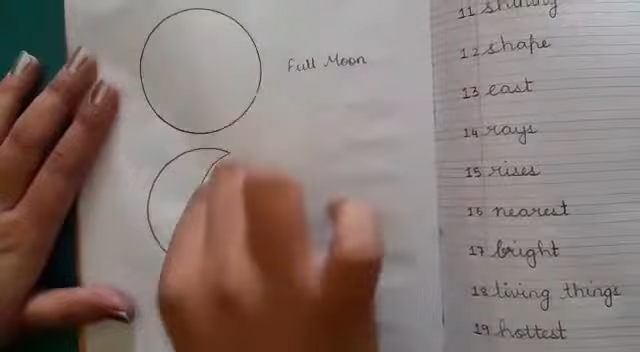 Full Moon
11 shining
12 shape
13 east
14 rays
15 rises
16 nearest
17 bright
18 living things
19 hottest